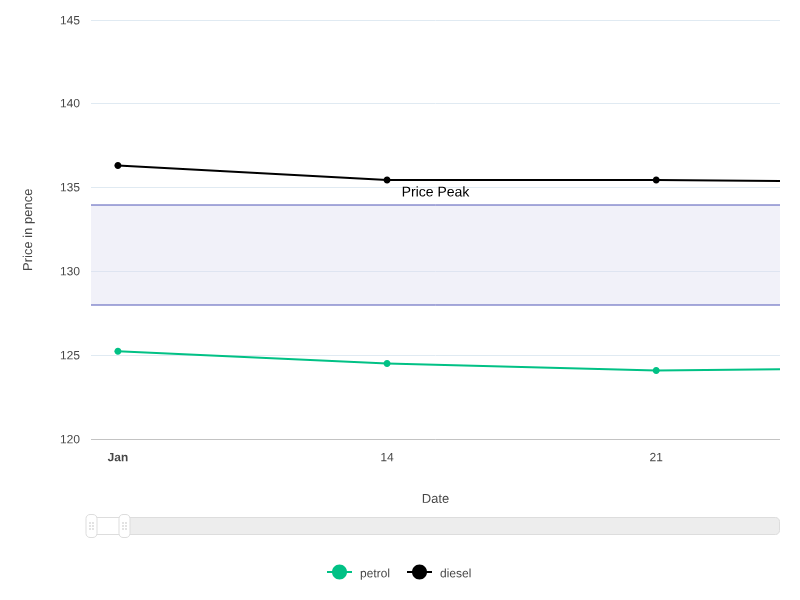 145
140
135
130
125
120
Price in pence
Price Peak
Jan 14 21
Date
petrol diesel